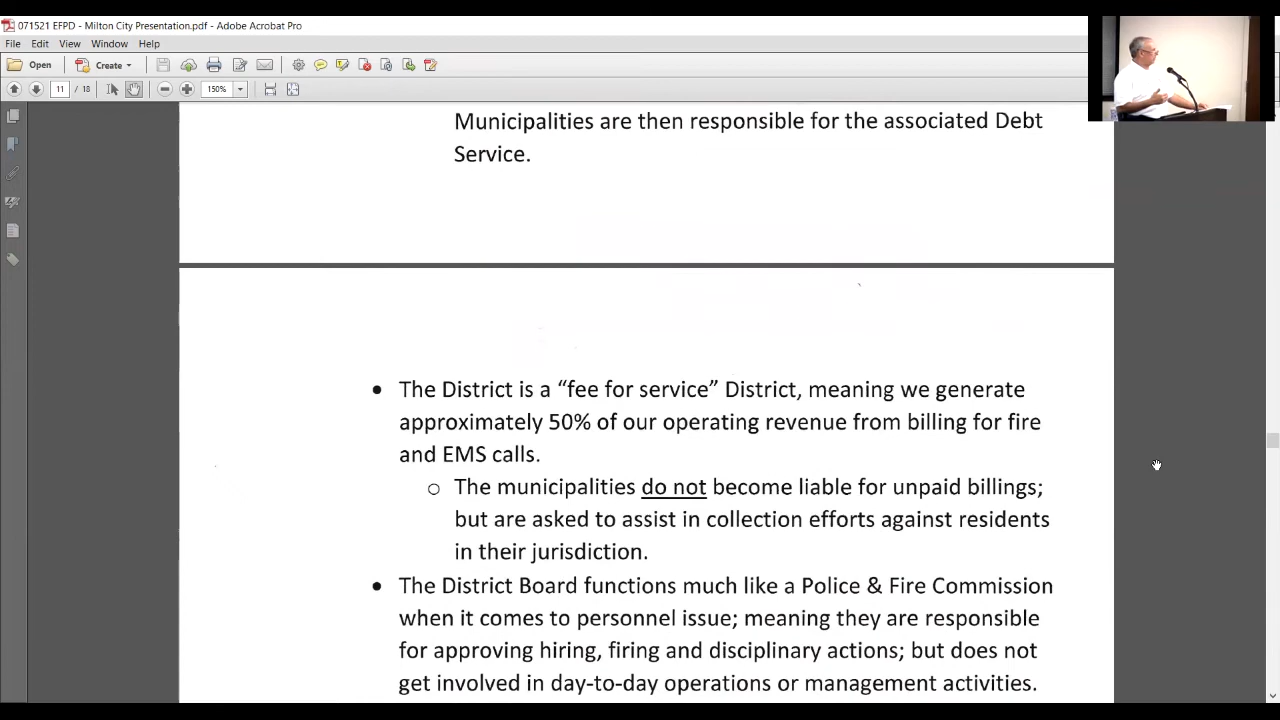 071521 EFPD - Milton City Presentation.pdf - Adobe Acrobat Pro
File Edit View Window Help
Open Create
11 / 18 150%
Municipalities are then responsible for the associated Debt
Service.
• The District is a “fee for service” District, meaning we generate
approximately 50% of our operating revenue from billing for fire
and EMS calls.
o The municipalities do not become liable for unpaid billings;
but are asked to assist in collection efforts against residents
in their jurisdiction.
• The District Board functions much like a Police & Fire Commission
when it comes to personnel issue; meaning they are responsible
for approving hiring, firing and disciplinary actions; but does not
get involved in day-to-day operations or management activities.